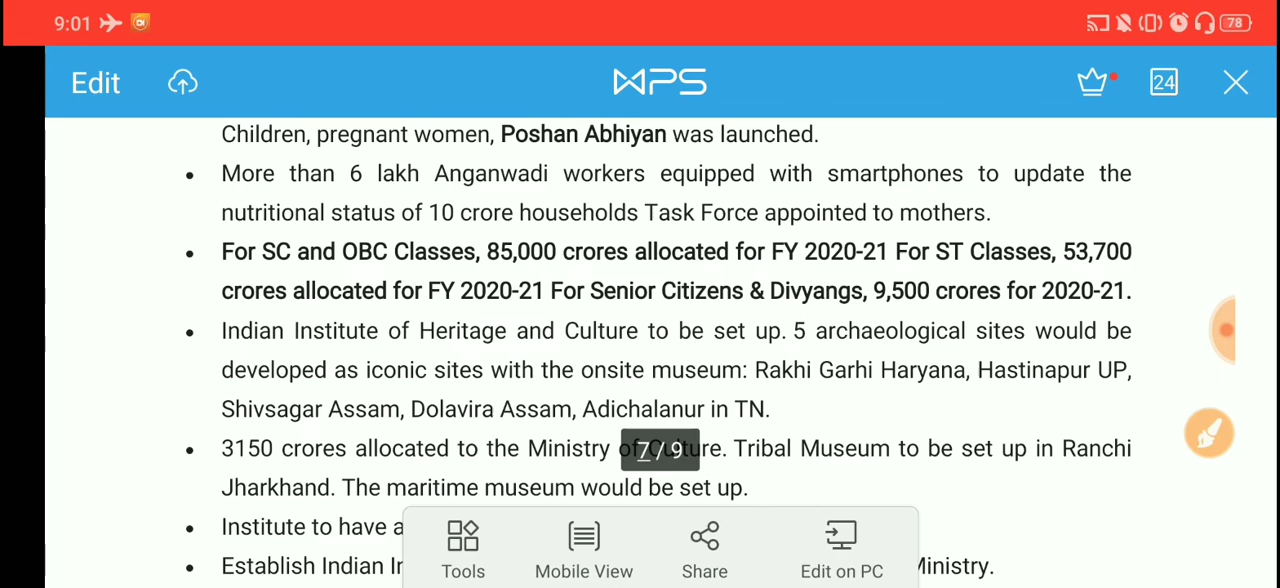 9:01 78
Edit WPS 24
Children, pregnant women, Poshan Abhiyan was launched.
• More than 6 lakh Anganwadi workers equipped with smartphones to update the
nutritional status of 10 crore households Task Force appointed to mothers.
• For SC and OBC Classes, 85,000 crores allocated for FY 2020-21 For ST Classes, 53,700
crores allocated for FY 2020-21 For Senior Citizens & Divyangs, 9,500 crores for 2020-21.
• Indian Institute of Heritage and Culture to be set up. 5 archaeological sites would be
developed as iconic sites with the onsite museum: Rakhi Garhi Haryana, Hastinapur UP,
Shivsagar Assam, Dolavira Assam, Adichalanur in TN.
• 3150 crores allocated to the Ministry of Culture. Tribal Museum to be set up in Ranchi
7 / 9
Jharkhand. The maritime museum would be set up.
• Institute to have a
• Establish Indian Ministry.
Tools Mobile View Share Edit on PC